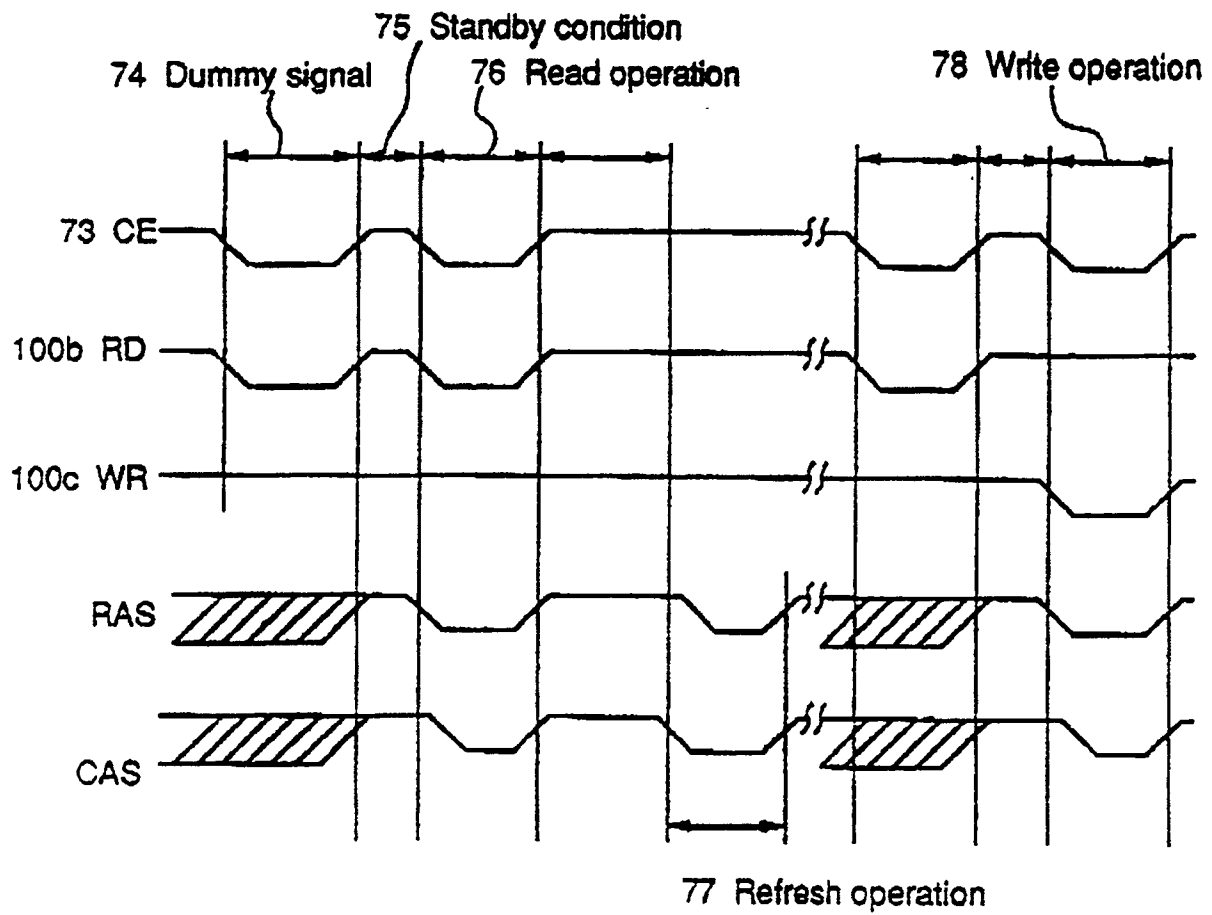 75 Standby condition
74 Dummy signal
76 Read operation
78 Write operation
73 CE
100b RD
100c WR
RAS
CAS
77 Refresh operation